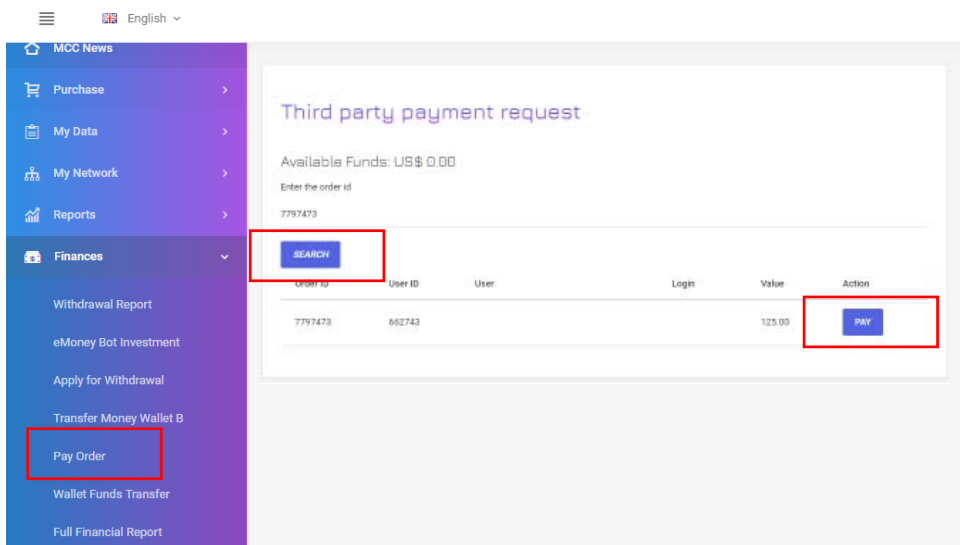 English
MCC News
Purchase
My Data
My Network
Reports
Finances
Withdrawal Report
eMoney Bot Investment
Apply for Withdrawal
Transfer Money Wallet B
Pay Order
Wallet Funds Transfer
Full Financial Report
Third party payment request
Available Funds: US$ 0.00
Enter the order id
7797473
SEARCH
Order ID User ID User Login Value Action
7797473 662743 125.00 PAY